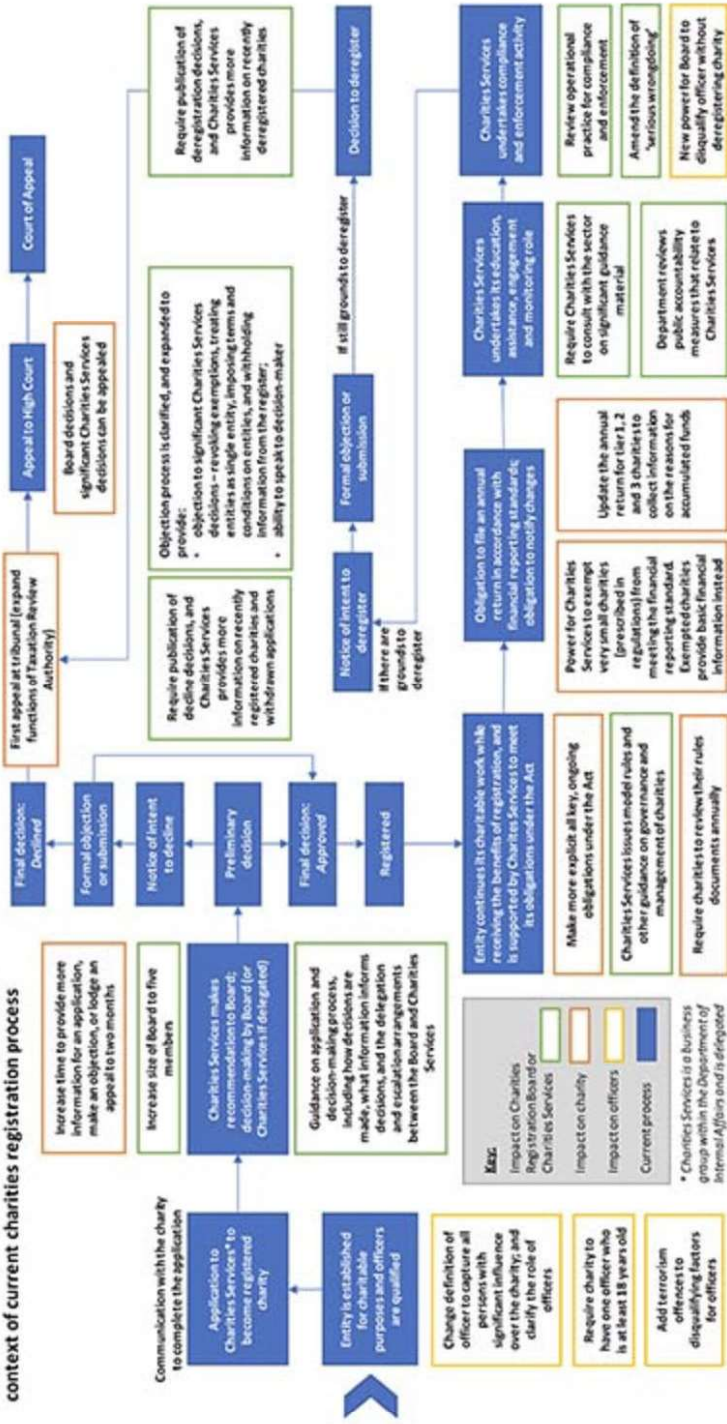 context of current charities registration process
Communication with the charity
to complete the application
Application to
Charities Services* to
become registered
charity
Entity is established
for charitable
purposes and officers
are qualified
Change definition of
officer to capture all
persons with
significant influence
over the charity; and
clarify the role of
officers
Require charity to
have one officer who
is at least 18 years old
Add terrorism
offences to
disqualifying factors
for officers
Increase time to provide more
information for an application,
make an objection, or lodge an
appeal to two months
Increase size of Board to five
members
Charities Services makes
recommendation to Board;
decision-making by Board (or
Charities Services if delegated)
Guidance on application and
decision-making process,
including how decisions are
made, what information informs
decisions, and the delegation
and escalation arrangements
between the Board and Charities
Services
Key:
Impact on Charities
Registration Board or
Charities Services
Impact on charity
Impact on officers
Current process
* Charities Services is a business
group within the Department of
Internal Affairs and is delegated
Final decision:
Declined
Formal objection
or submission
Notice of intent
to decline
Preliminary
decision
Final decision:
Approved
Registered
Entity continues its charitable work while
receiving the benefits of registration, and
is supported by Charites Services to meet
its obligations under the Act
Make more explicit all key, ongoing
obligations under the Act
Charities Services issues model rules and
other guidance on governance and
management of charities
Require charities to review their rules
documents annually
First appeal at tribunal (expand
functions of Taxation Review
Authority)
Appeal to High Court
Court of Appeal
Board decisions and
significant Charities Services
decisions can be appealed
Require publication of
decline decisions, and
Charities Services
provides more
information on recently
registered charities and
withdrawn applications
Objection process is clarified, and expanded to
provide:
• objection to significant Charities Services
decisions – revoking exemptions, treating
entities as single entity, imposing terms and
conditions on entities, and withholding
information from the register;
• ability to speak to decision-maker
Require publication of
deregistration decisions,
and Charities Services
provides more
information on recently
deregistered charities
Notice of intent to
deregister
Formal objection or
submission
If still grounds to deregister
Decision to deregister
If there are
grounds to
deregister
Obligation to file an annual
return in accordance with
financial reporting standards;
obligation to notify changes
Power for Charities
Services to exempt
very small charities
(prescribed in
regulations) from
meeting the financial
reporting standard.
Exempted charities
provide basic financial
information instead
Update the annual
return for tier 1, 2
and 3 charities to
collect information
on the reasons for
accumulated funds
Charities Services
undertakes its education,
assistance, engagement
and monitoring role
Require Charities Services
to consult with the sector
on significant guidance
material
Department reviews
public accountability
measures that relate to
Charities Services
Charities Services
undertakes compliance
and enforcement activity
Review operational
practice for compliance
and enforcement
Amend the definition of
'serious wrongdoing'
New power for Board to
disqualify officer without
deregistering charity